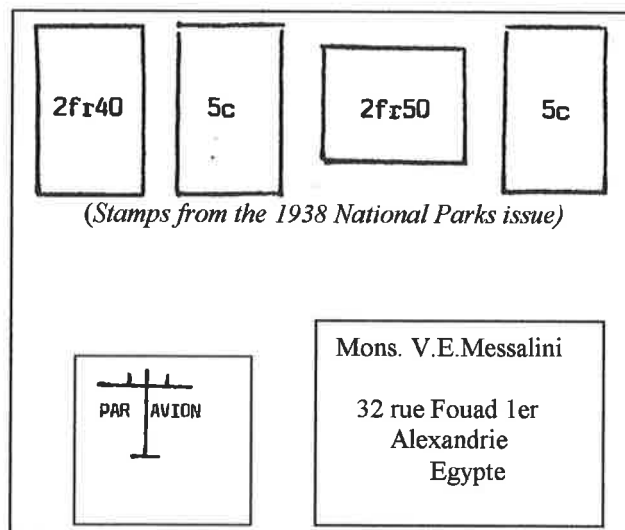 2fr40 5c 2fr50 5c
(Stamps from the 1938 National Parks issue)
PAR AVION
Mons. V.E.Messalini
32 rue Fouad 1er
Alexandrie
Egypte